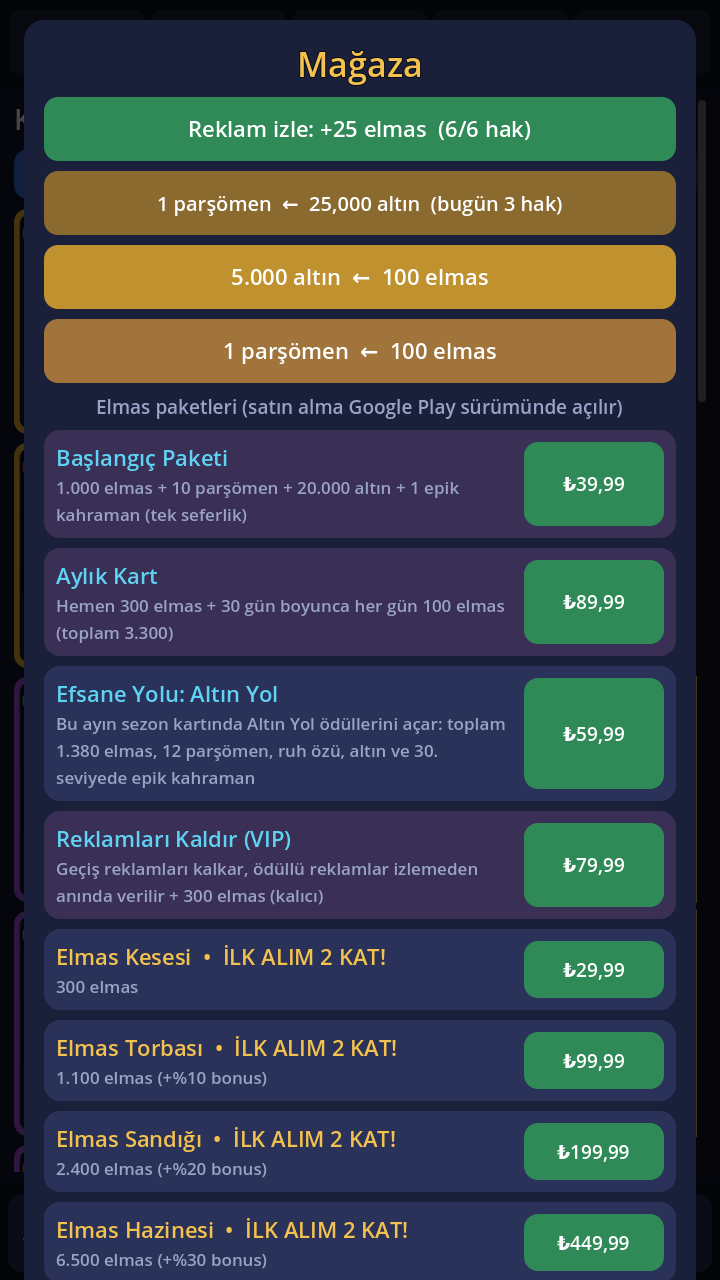 Mağaza
Reklam izle: +25 elmas (6/6 hak)
1 parşömen ← 25,000 altın (bugün 3 hak)
5.000 altın ← 100 elmas
1 parşömen ← 100 elmas
Elmas paketleri (satın alma Google Play sürümünde açılır)
Başlangıç Paketi
1.000 elmas + 10 parşömen + 20.000 altın + 1 epik
kahraman (tek seferlik)
₺39,99
Aylık Kart
Hemen 300 elmas + 30 gün boyunca her gün 100 elmas
(toplam 3.300)
₺89,99
Efsane Yolu: Altın Yol
Bu ayın sezon kartında Altın Yol ödüllerini açar: toplam
1.380 elmas, 12 parşömen, ruh özü, altın ve 30.
seviyede epik kahraman
₺59,99
Reklamları Kaldır (VIP)
Geçiş reklamları kalkar, ödüllü reklamlar izlemeden
anında verilir + 300 elmas (kalıcı)
₺79,99
Elmas Kesesi • İLK ALIM 2 KAT!
300 elmas
₺29,99
Elmas Torbası • İLK ALIM 2 KAT!
1.100 elmas (+%10 bonus)
₺99,99
Elmas Sandığı • İLK ALIM 2 KAT!
2.400 elmas (+%20 bonus)
₺199,99
Elmas Hazinesi • İLK ALIM 2 KAT!
6.500 elmas (+%30 bonus)
₺449,99